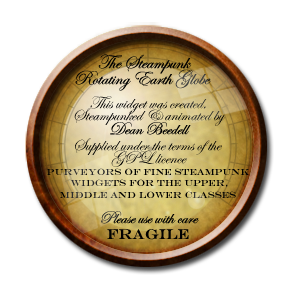 The Steampunk
Rotating Earth Globe
This widget was created,
Steampunked & animated by
Dean Beedell
Supplied under the terms of the
GPL licence
PURVEYORS OF FINE STEAMPUNK
WIDGETS FOR THE UPPER,
MIDDLE AND LOWER CLASSES
Please use with care
FRAGILE